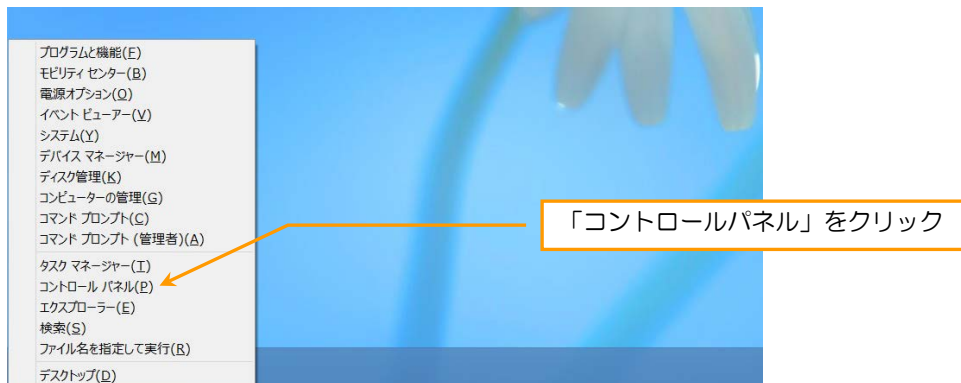 プログラムと機能(F)
モビリティ センター(B)
電源オプション(O)
イベント ビューアー(V)
システム(Y)
デバイス マネージャー(M)
ディスク管理(K)
コンピューターの管理(G)
コマンド プロンプト(C)
コマンド プロンプト (管理者)(A)
タスク マネージャー(T)
コントロール パネル(P)
エクスプローラー(E)
検索(S)
ファイル名を指定して実行(R)
デスクトップ(D)
「コントロールパネル」をクリック